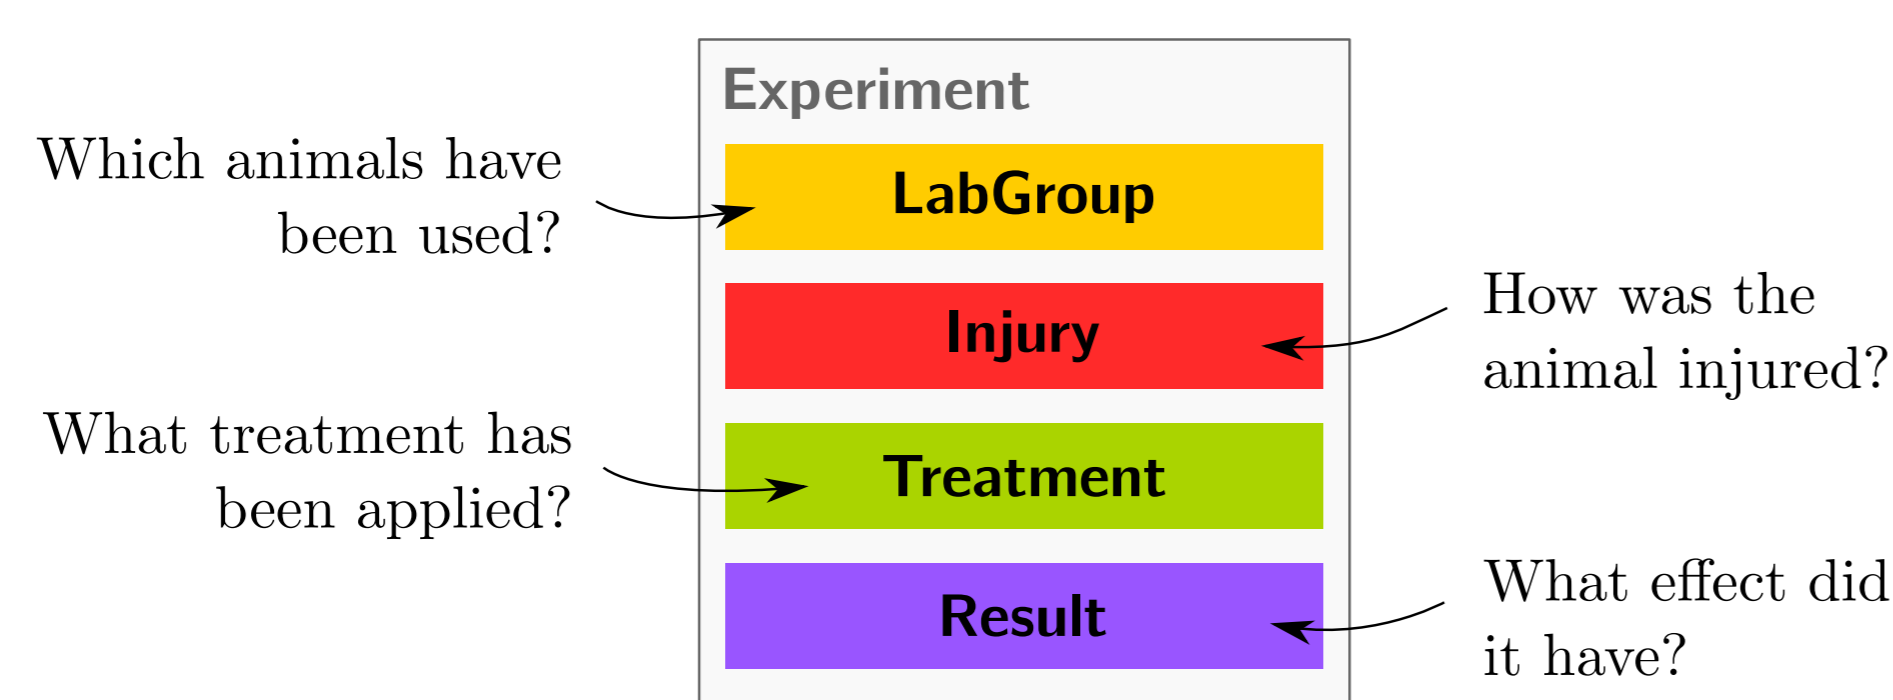 Experiment
Which animals have
been used?
LabGroup
How was the
animal injured?
Injury
What treatment has
been applied?
Treatment
What effect did
it have?
Result